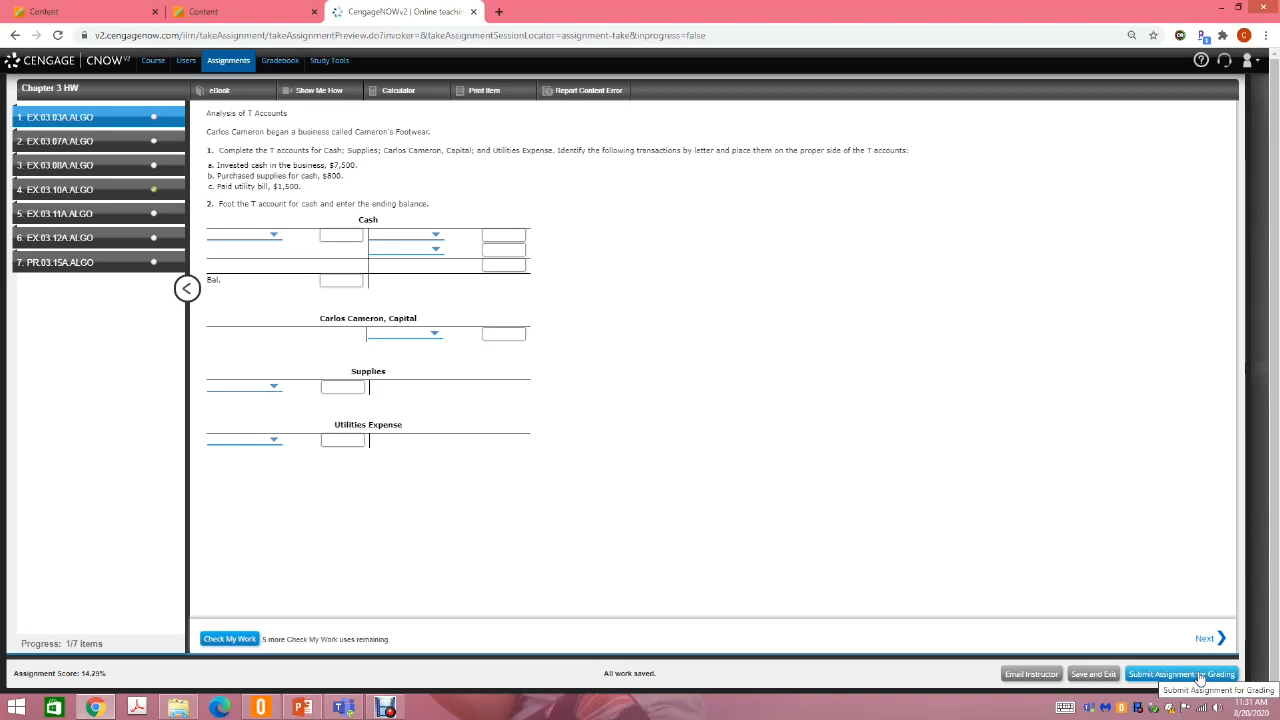 Content
Content
CengageNOWv2 | Online teachin
v2.cengagenow.com/ilrn/takeAssignment/takeAssignmentPreview.do?invoker=&takeAssignmentSessionLocator=assignment-take&inprogress=false
CENGAGE | CNOWV2 Course Users Assignments Gradebook Study Tools
Chapter 3 HW
eBook Show Me How Calculator Print Item Report Content Error
1. EX.03.03A.ALGO
2. EX.03.07A.ALGO
3. EX.03.08A.ALGO
4. EX.03.10A.ALGO
5. EX.03.11A.ALGO
6. EX.03.12A.ALGO
7. PR.03.15A.ALGO
Analysis of T Accounts
Carlos Cameron began a business called Cameron's Footwear.
1. Complete the T accounts for Cash; Supplies; Carlos Cameron, Capital; and Utilities Expense. Identify the following transactions by letter and place them on the proper side of the T accounts:
a. Invested cash in the business, $7,500.
b. Purchased supplies for cash, $800.
c. Paid utility bill, $1,500.
2. Foot the T account for cash and enter the ending balance.
Cash
Bal.
Carlos Cameron, Capital
Supplies
Utilities Expense
Progress: 1/7 items
Check My Work 5 more Check My Work uses remaining.
Next
Assignment Score: 14.29%
All work saved.
Email Instructor Save and Exit Submit Assignment for Grading
Submit Assignment for Grading
11:31 AM
8/20/2020